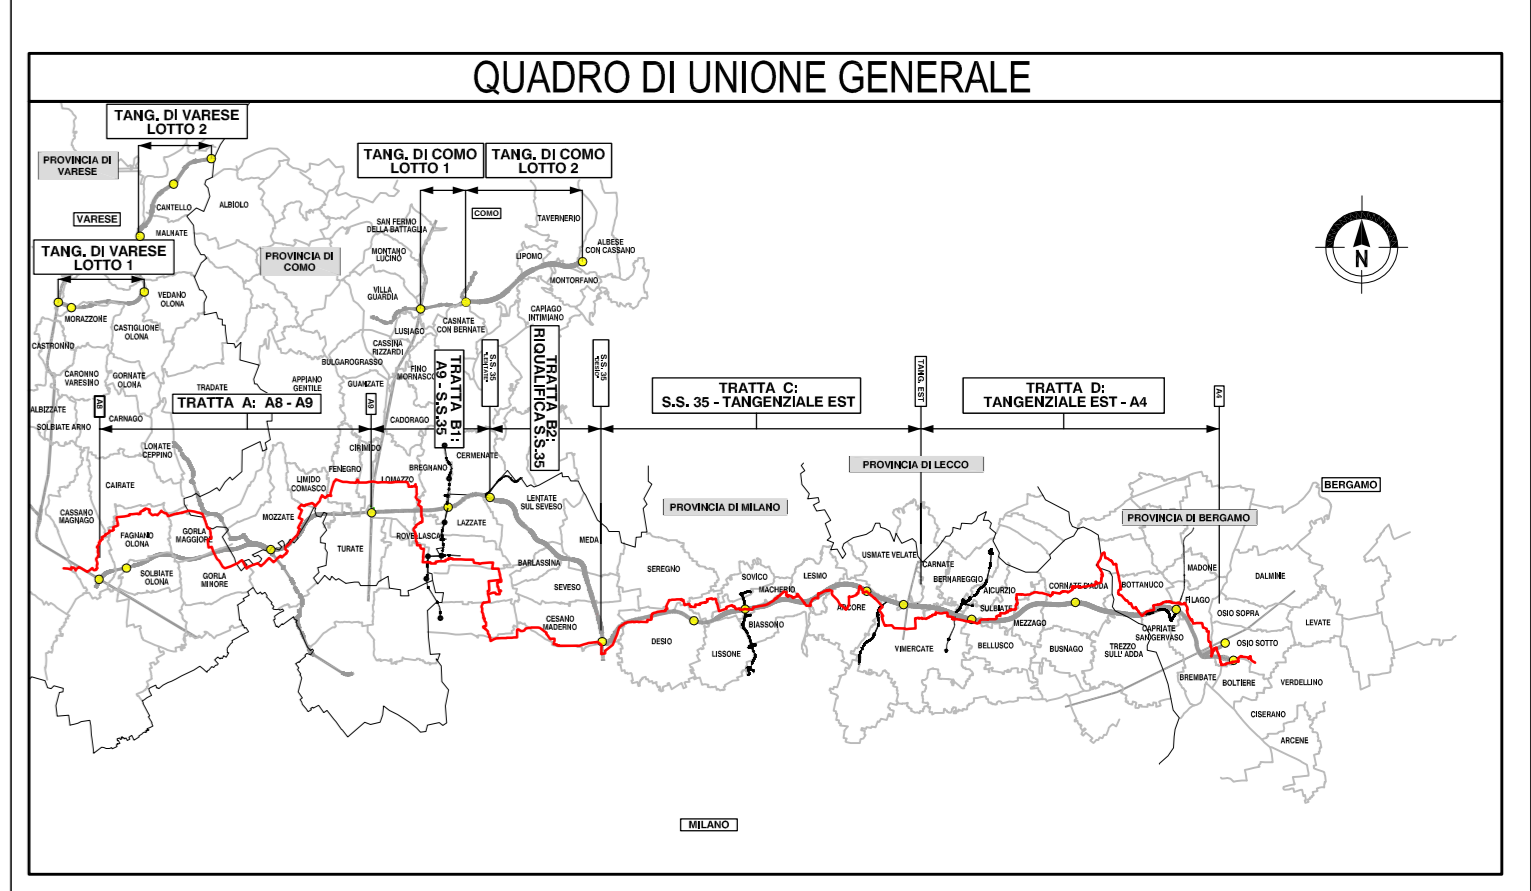 QUADRO DI UNIONE GENERALE
TANG. DI VARESE
LOTTO 2
PROVINCIA DI
VARESE
VARESE
CANTELLO
ALBIOLO
MALNATE
TANG. DI VARESE
LOTTO 1
VEDANO
OLONA
MORAZZONE
CASTIGLIONE
OLONA
CASTRONNO
CARONNO
VARESINO
GORNATE
OLONA
ALBIZZATE
SOLBIATE ARNO
CARNAGO
TRADATE
PROVINCIA DI
COMO
TANG. DI COMO
LOTTO 1
TANG. DI COMO
LOTTO 2
COMO
SAN FERMO
DELLA BATTAGLIA
MONTANO
LUCINO
VILLA
GUARDIA
TAVERNERIO
ALBESE
CON CASSANO
LIPOMO
MONTORFANO
LUSIAGO
CASNATE
CON BERNATE
CAPIAGO
INTIMIANO
CASSINA
RIZZARDI
BULGAROGRASSO
FINO
MORNASCO
APPIANO
GENTILE
GUANZATE
CADORAGO
A8
TRATTA A: A8 - A9
A9
TRATTA B1:
A9 - S.S.35
S.S. 35
"LENTATE"
TRATTA B2:
RIQUALIFICA S.S.35
S.S. 35
"DESIO"
TRATTA C:
S.S. 35 - TANGENZIALE EST
TANG. EST
TRATTA D:
TANGENZIALE EST - A4
A4
LONATE
CEPPINO
CIRIMIDO
FENEGRO
LIMIDO
COMASCO
LOMAZZO
BREGNANO
CERMENATE
CAIRATE
CASSANO
MAGNAGO
FAGNANO
OLONA
GORLA
MAGGIORE
MOZZATE
SOLBIATE
OLONA
GORLA
MINORE
TURATE
ROVELLASCA
LAZZATE
LENTATE
SUL SEVESO
MEDA
BARLASSINA
SEVESO
CESANO
MADERNO
SEREGNO
DESIO
LISSONE
PROVINCIA DI MILANO
SOVICO
MACHERIO
BIASSONO
LESMO
ARCORE
PROVINCIA DI LECCO
USMATE VELATE
CARNATE
BERNAREGGIO
AICURZIO
SULBIATE
VIMERCATE
MEZZAGO
BELLUSCO
BUSNAGO
CORNATE D'ADDA
TREZZO
SULL' ADDA
BOTTANUCO
CAPRIATE
SANGERVASO
PROVINCIA DI BERGAMO
BERGAMO
MADONE
FILAGO
DALMINE
OSIO SOPRA
OSIO SOTTO
LEVATE
BREMBATE
BOLTIERE
VERDELLINO
CISERANO
ARCENE
N
MILANO